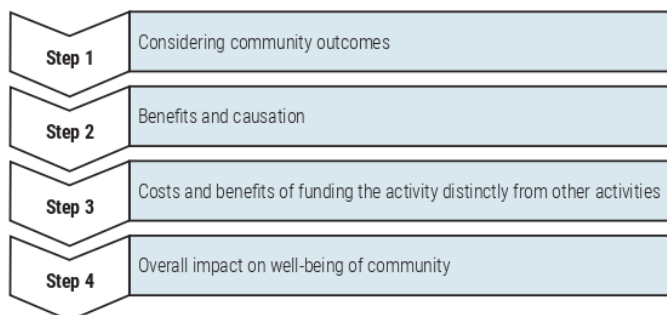 Step 1
Considering community outcomes
Step 2
Benefits and causation
Step 3
Costs and benefits of funding the activity distinctly from other activities
Step 4
Overall impact on well-being of community